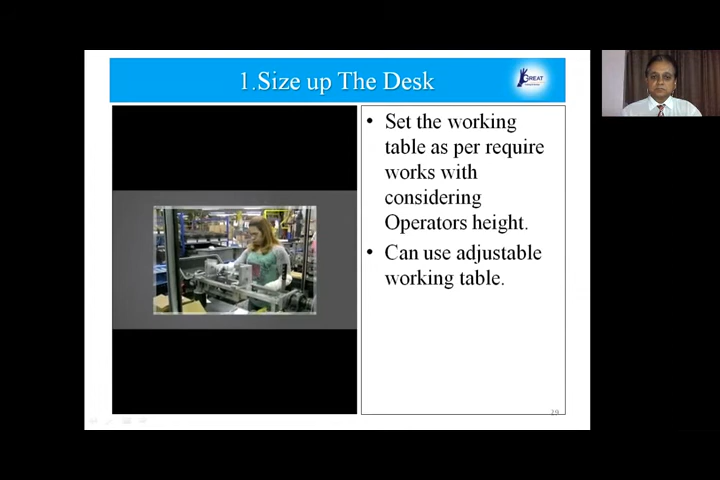 1.Size up The Desk
GREAT
• Set the working
table as per require
works with
considering
Operators height.
• Can use adjustable
working table.
29